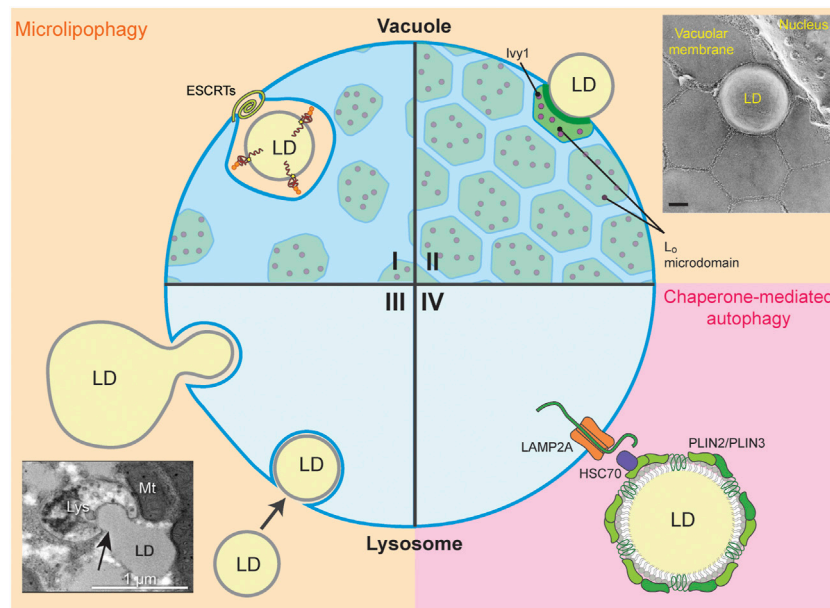 Microlipophagy
Vacuole
ESCRTs
LD
Ivy1
LD
Vacuolar
membrane
Nucleus
LD
Lo
microdomain
I
II
III
IV
Chaperone-mediated
autophagy
LD
LD
LD
Lysosome
LAMP2A
HSC70
PLIN2/PLIN3
LD
Lys
Mt
LD
1 μm